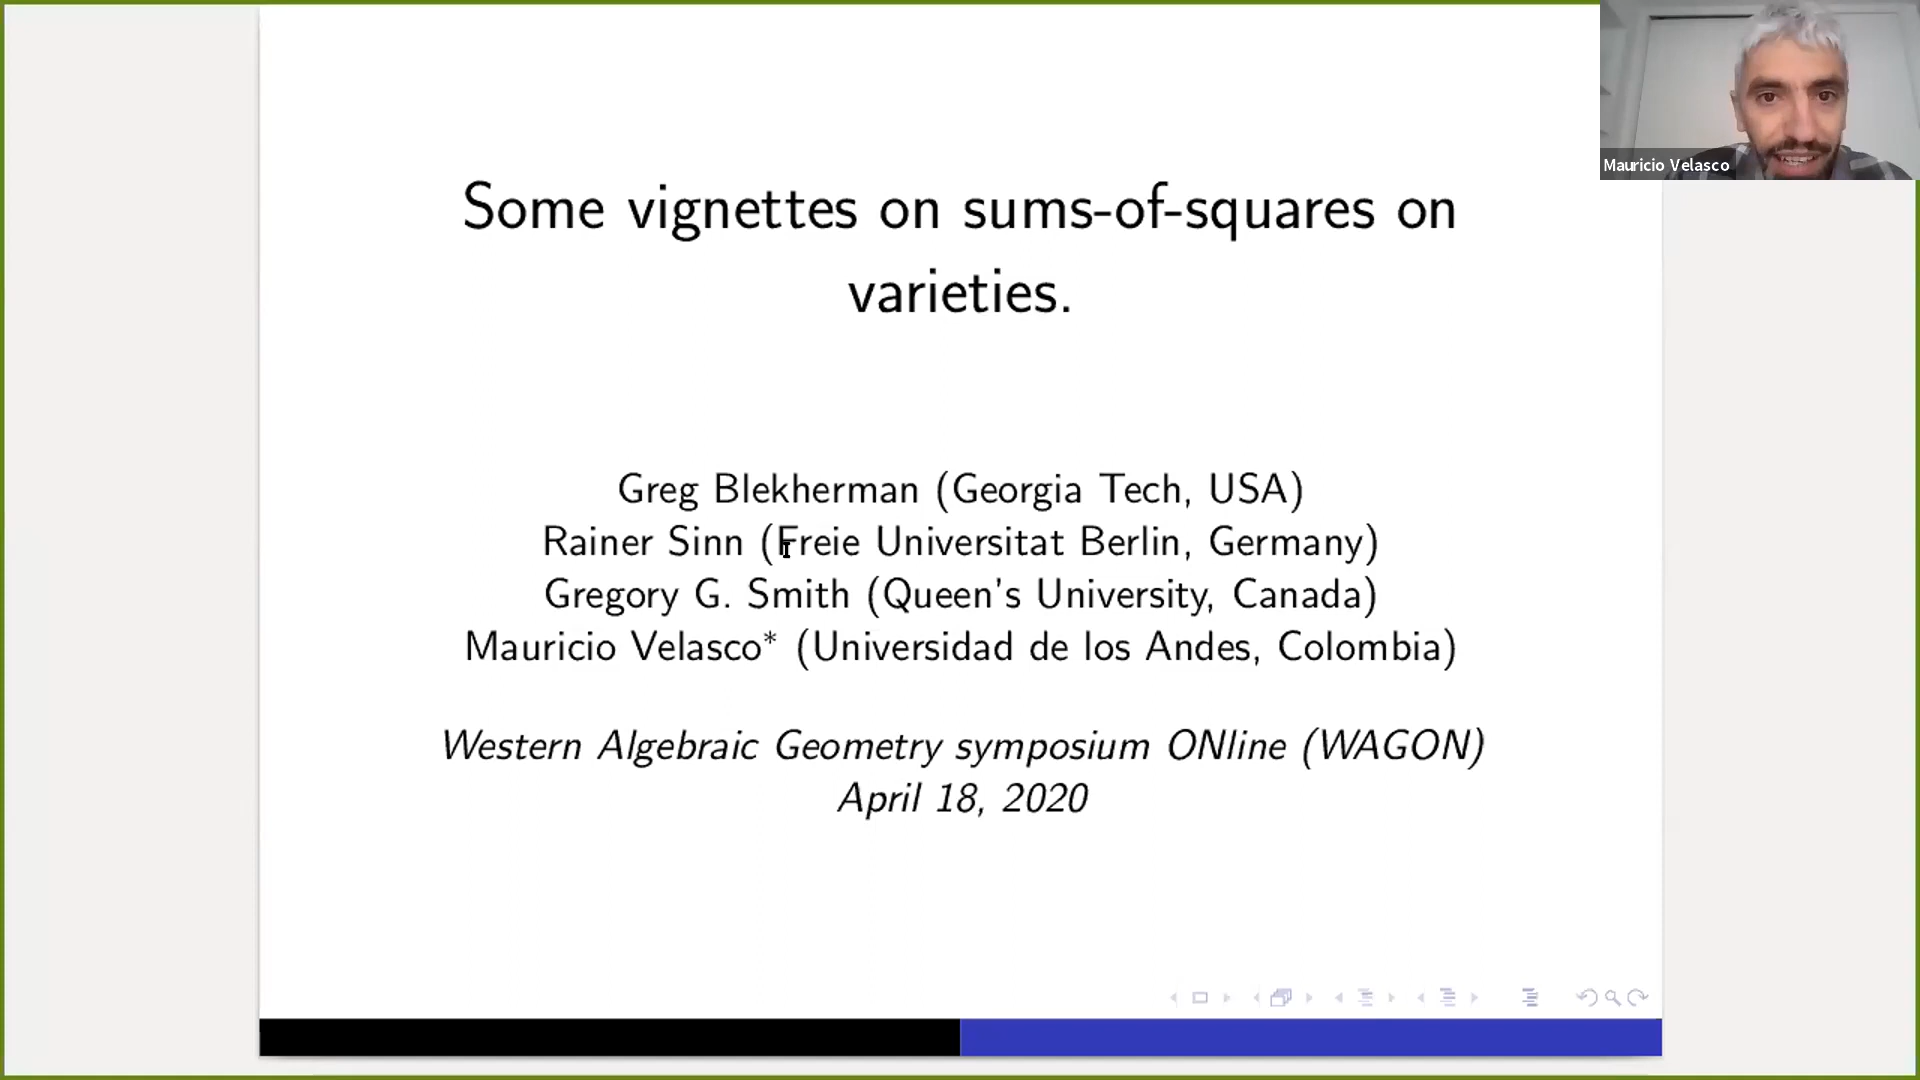 Some vignettes on sums-of-squares on
varieties.
Greg Blekherman (Georgia Tech, USA)
Rainer Sinn (Freie Universitat Berlin, Germany)
Gregory G. Smith (Queen's University, Canada)
Mauricio Velasco* (Universidad de los Andes, Colombia)
Western Algebraic Geometry symposium ONline (WAGON)
April 18, 2020
Mauricio Velasco